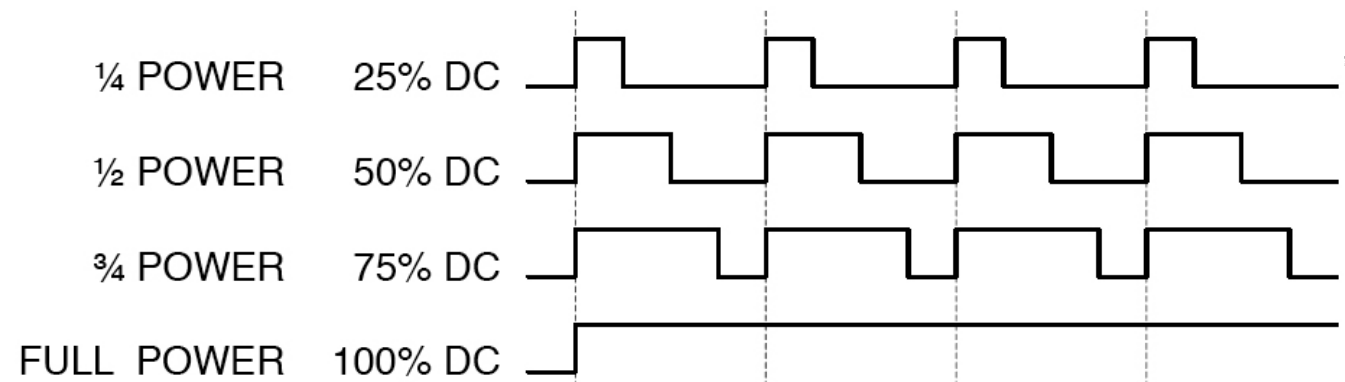 ¼ POWER 25% DC
½ POWER 50% DC
¾ POWER 75% DC
FULL POWER 100% DC